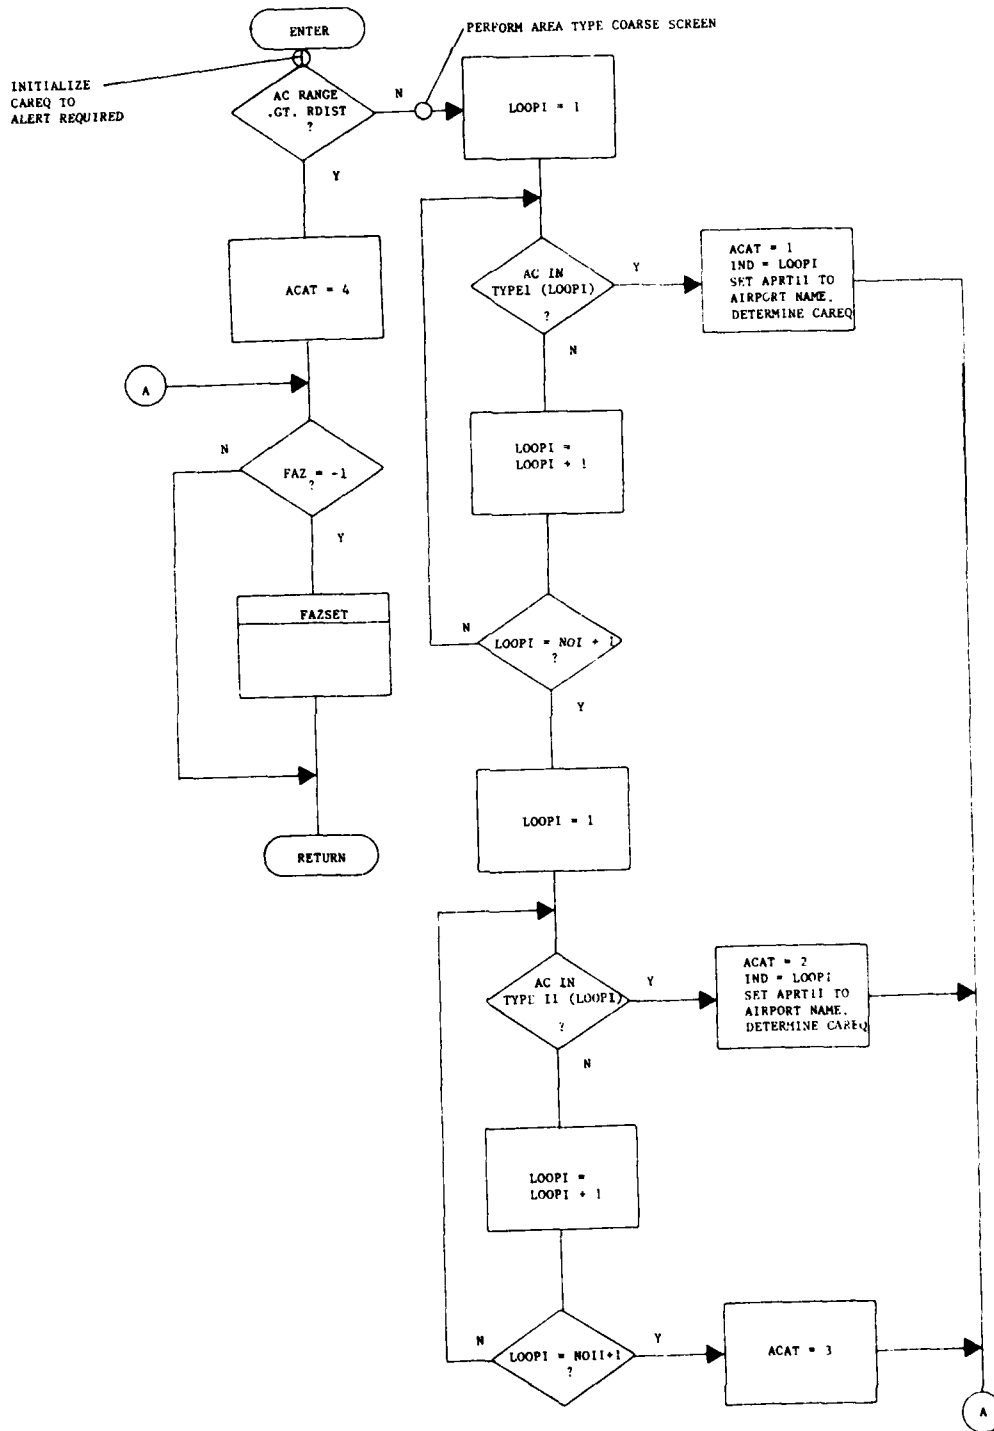 ENTER
PERFORM AREA TYPE COARSE SCREEN
INITIALIZE
CAREQ TO
ALERT REQUIRED
AC RANGE
.GT. RDIST
?
N
Y
LOOPI = 1
ACAT = 4
A
FAZ = -1
?
N
Y
FAZSET
RETURN
AC IN
TYPE1 (LOOPI)
?
Y
N
ACAT = 1
IND = LOOPI
SET APRTII TO
AIRPORT NAME.
DETERMINE CAREQ
LOOPI =
LOOPI + 1
LOOPI = NOI + 1
?
N
Y
LOOPI = 1
AC IN
TYPE II (LOOPI)
?
Y
N
ACAT = 2
IND = LOOPI
SET APRTII TO
AIRPORT NAME.
DETERMINE CAREQ
LOOPI =
LOOPI + 1
LOOPI = NOII+1
?
N
Y
ACAT = 3
A